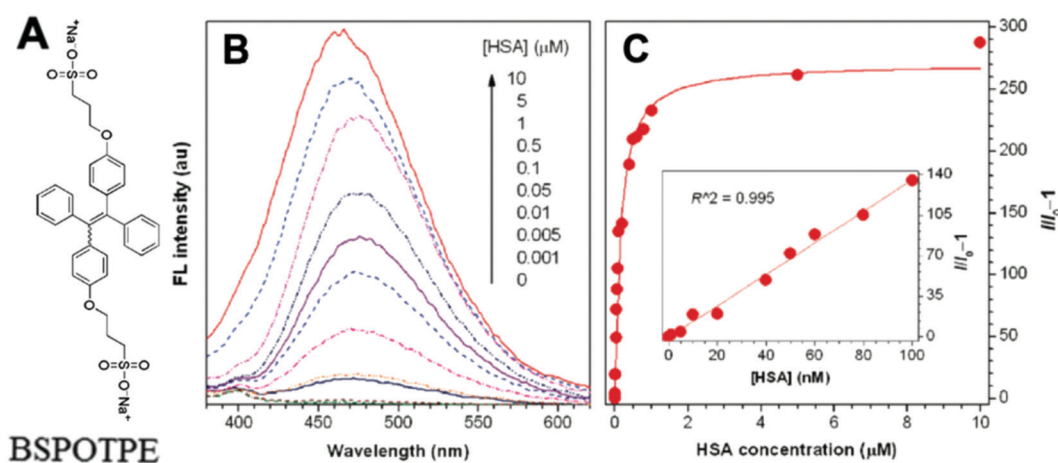 A
+Na⁻O
O=S=O
O
O
O=S=O
O⁻Na⁺
BSPOTPE
B
[HSA] (μM)
10
5
1
0.5
0.1
0.05
0.01
0.005
0.001
0
FL intensity (au)
400 450 500 550 600
Wavelength (nm)
C
300
250
200
150
100
50
0
I/I₀-1
0 2 4 6 8 10
HSA concentration (μM)
R^2 = 0.995
140
105
70
35
0
I/I₀-1
0 20 40 60 80 100
[HSA] (nM)